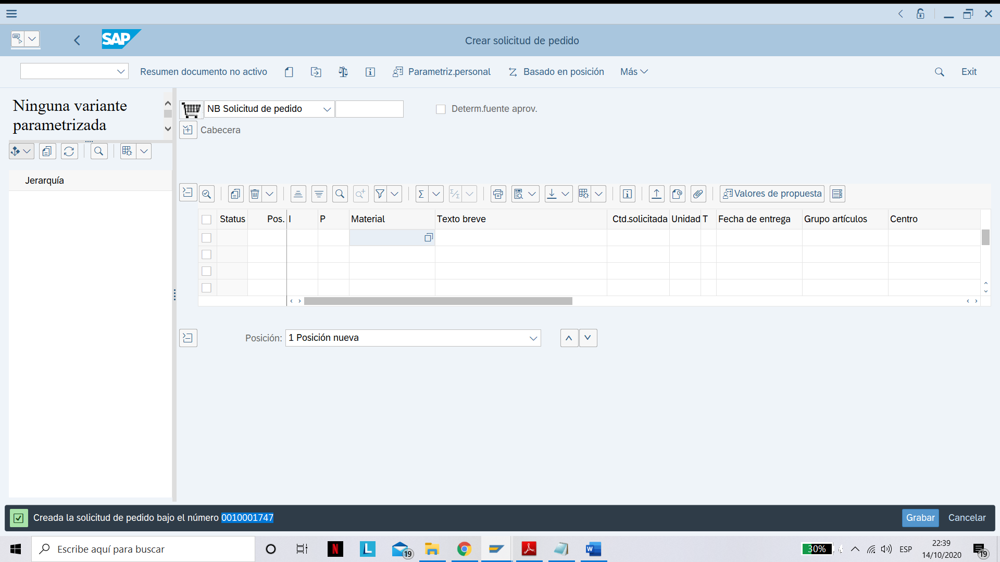 SAP
Crear solicitud de pedido
Resumen documento no activo
Parametriz.personal
Basado en posición
Más
Exit
Ninguna variante
parametrizada
NB Solicitud de pedido
Determ.fuente aprov.
Cabecera
Jerarquía
Valores de propuesta
Status Pos. I P Material Texto breve Ctd.solicitada Unidad T Fecha de entrega Grupo artículos Centro
Posición: 1 Posición nueva
Creada la solicitud de pedido bajo el número 0010001747
Grabar Cancelar
Escribe aquí para buscar
N
L
19
W
30%
ESP
22:39
14/10/2020
19